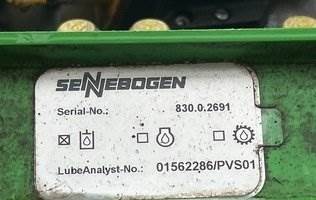 SENNEBOGEN
Serial-No.: 830.0.2691
LubeAnalyst-No.: 01562286/PVS01